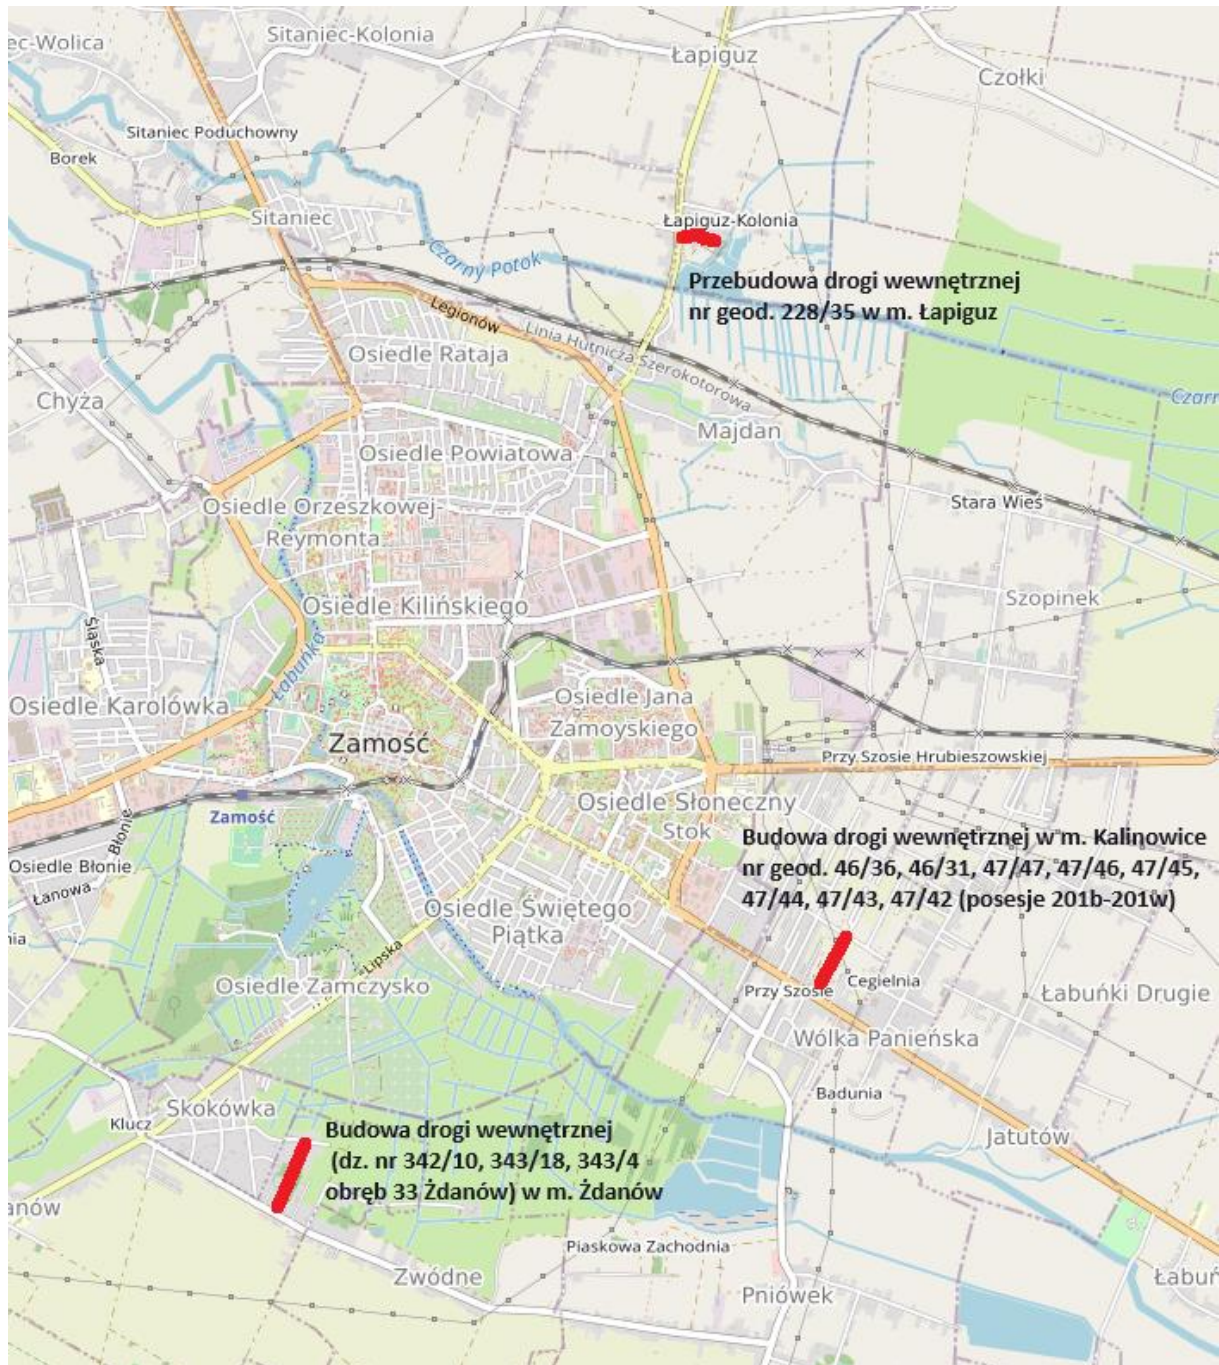 ec-Wolica
Sitaniec-Kolonia
Łapiguz
Czołki
Sitaniec Poduchowny
Borek
Sitaniec
Łapiguz-Kolonia
Czarny Potok
Przebudowa drogi wewnętrznej
nr geod. 228/35 w m. Łapiguz
Legionów
Linia Hutnicza Szerokotorowa
Osiedle Rataja
Chyża
Czarn
Majdan
Osiedle Powiatowa
Stara Wieś
Osiedle Orzeszkowej-
Reymonta
Osiedle Kilińskiego
Szopinek
Śląska
Łabuńka
Osiedle Karolówka
Osiedle Jana
Zamoyskiego
Zamość
Przy Szosie Hrubieszowskiej
Zamość
Osiedle Słoneczny
Stok
Błonie
Budowa drogi wewnętrznej w m. Kalinowice
nr geod. 46/36, 46/31, 47/47, 47/46, 47/45,
47/44, 47/43, 47/42 (posesje 201b-201w)
Osiedle Błonie
Łanowa
Osiedle Świętego
Piątka
nia
Lipska
Osiedle Zamczysko
Przy Szosie
Cegielnia
Łabuńki Drugie
Wólka Panieńska
Badunia
Skokówka
Klucz
Budowa drogi wewnętrznej
(dz. nr 342/10, 343/18, 343/4
obręb 33 Żdanów) w m. Żdanów
Jatutów
anów
Piaskowa Zachodnia
Zwódne
Pniówek
Łabuń